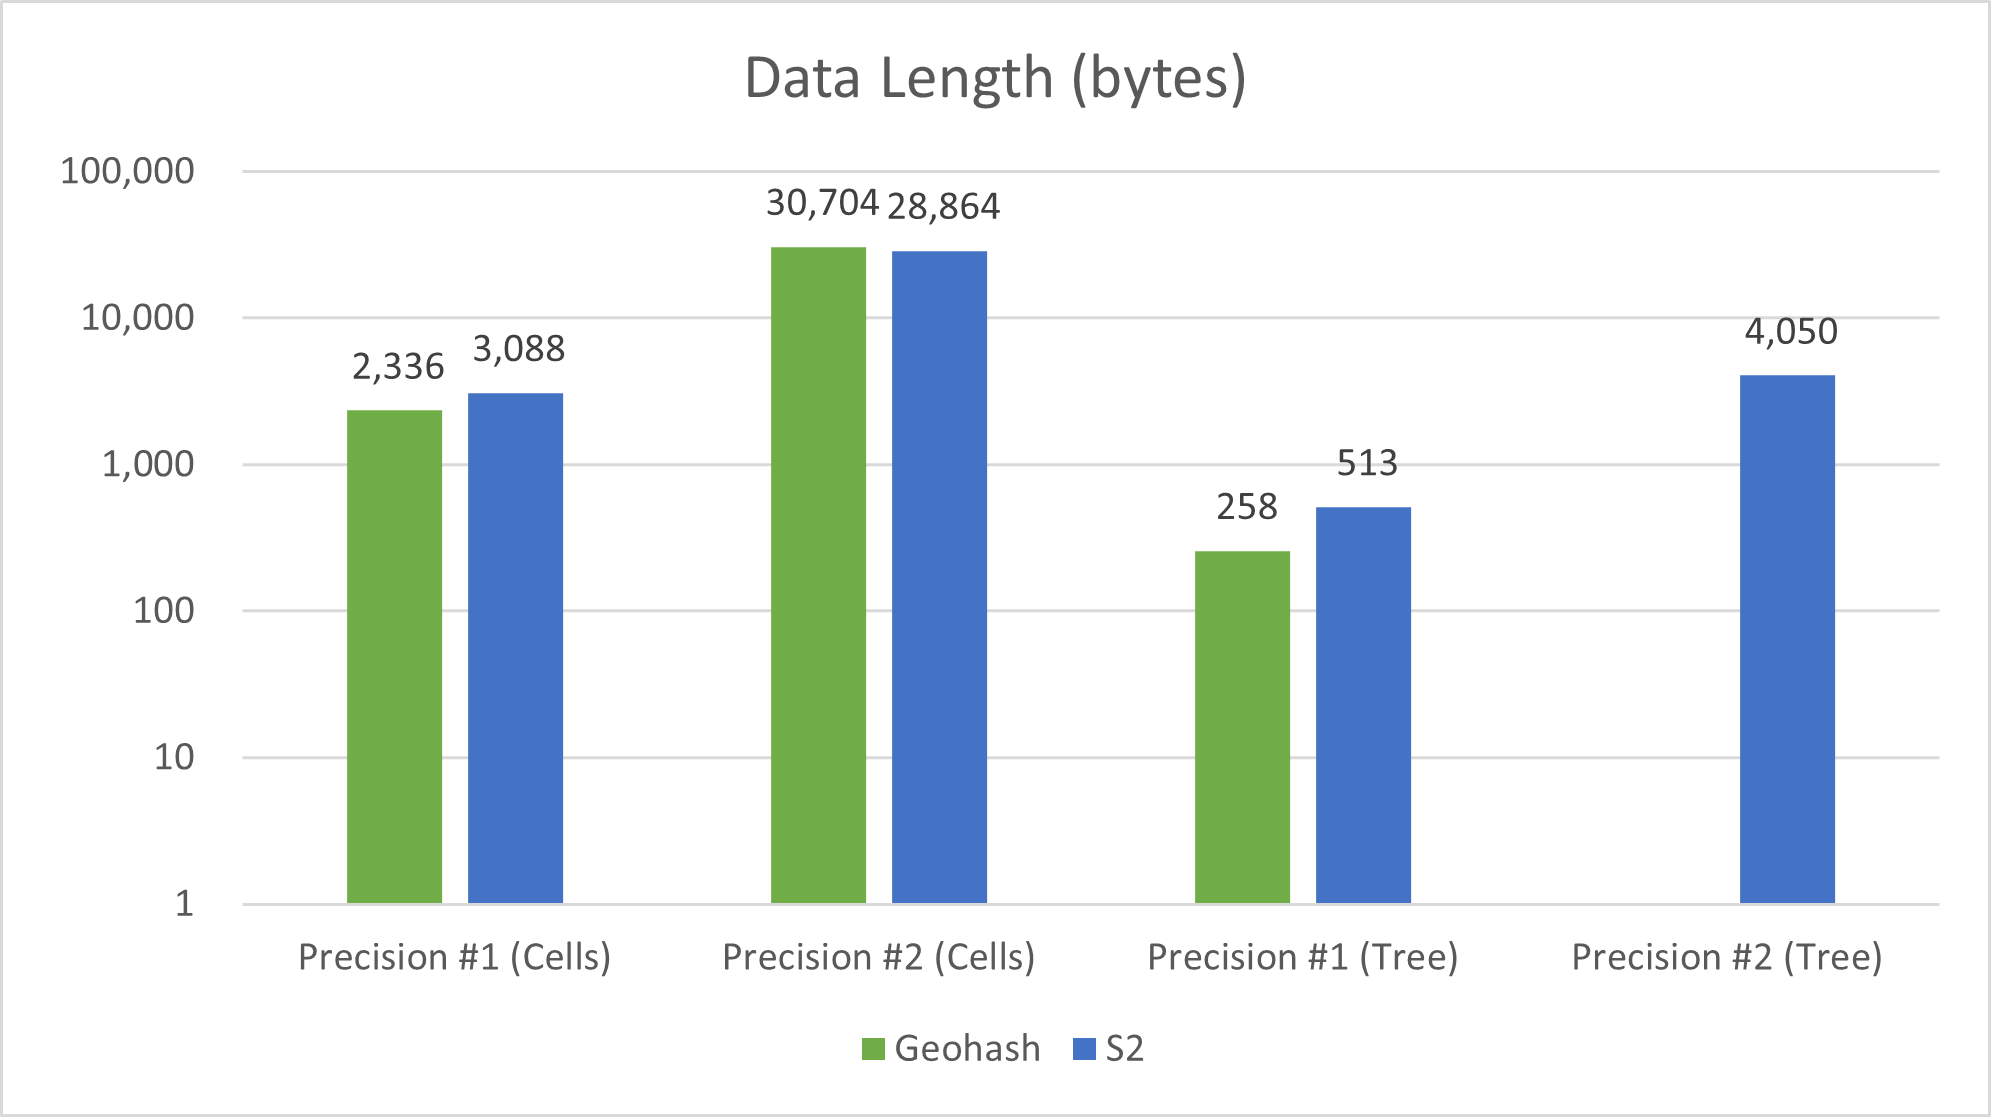 Data Length (bytes)
100,000
10,000
1,000
100
10
1
2,336
3,088
30,704
28,864
258
513
4,050
Precision #1 (Cells)
Precision #2 (Cells)
Precision #1 (Tree)
Precision #2 (Tree)
Geohash
S2